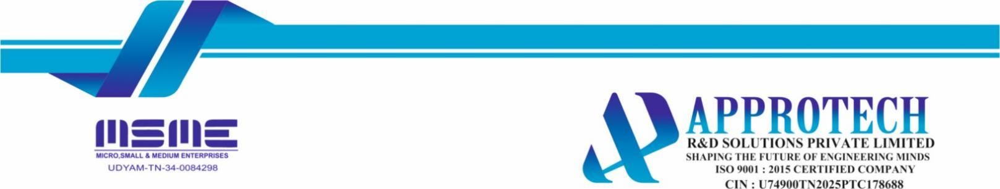 MSME
MICRO,SMALL & MEDIUM ENTERPRISES
UDYAM-TN-34-0084298
APPROTECH
R&D SOLUTIONS PRIVATE LIMITED
SHAPING THE FUTURE OF ENGINEERING MINDS
ISO 9001 : 2015 CERTIFIED COMPANY
CIN : U74900TN2025PTC178688